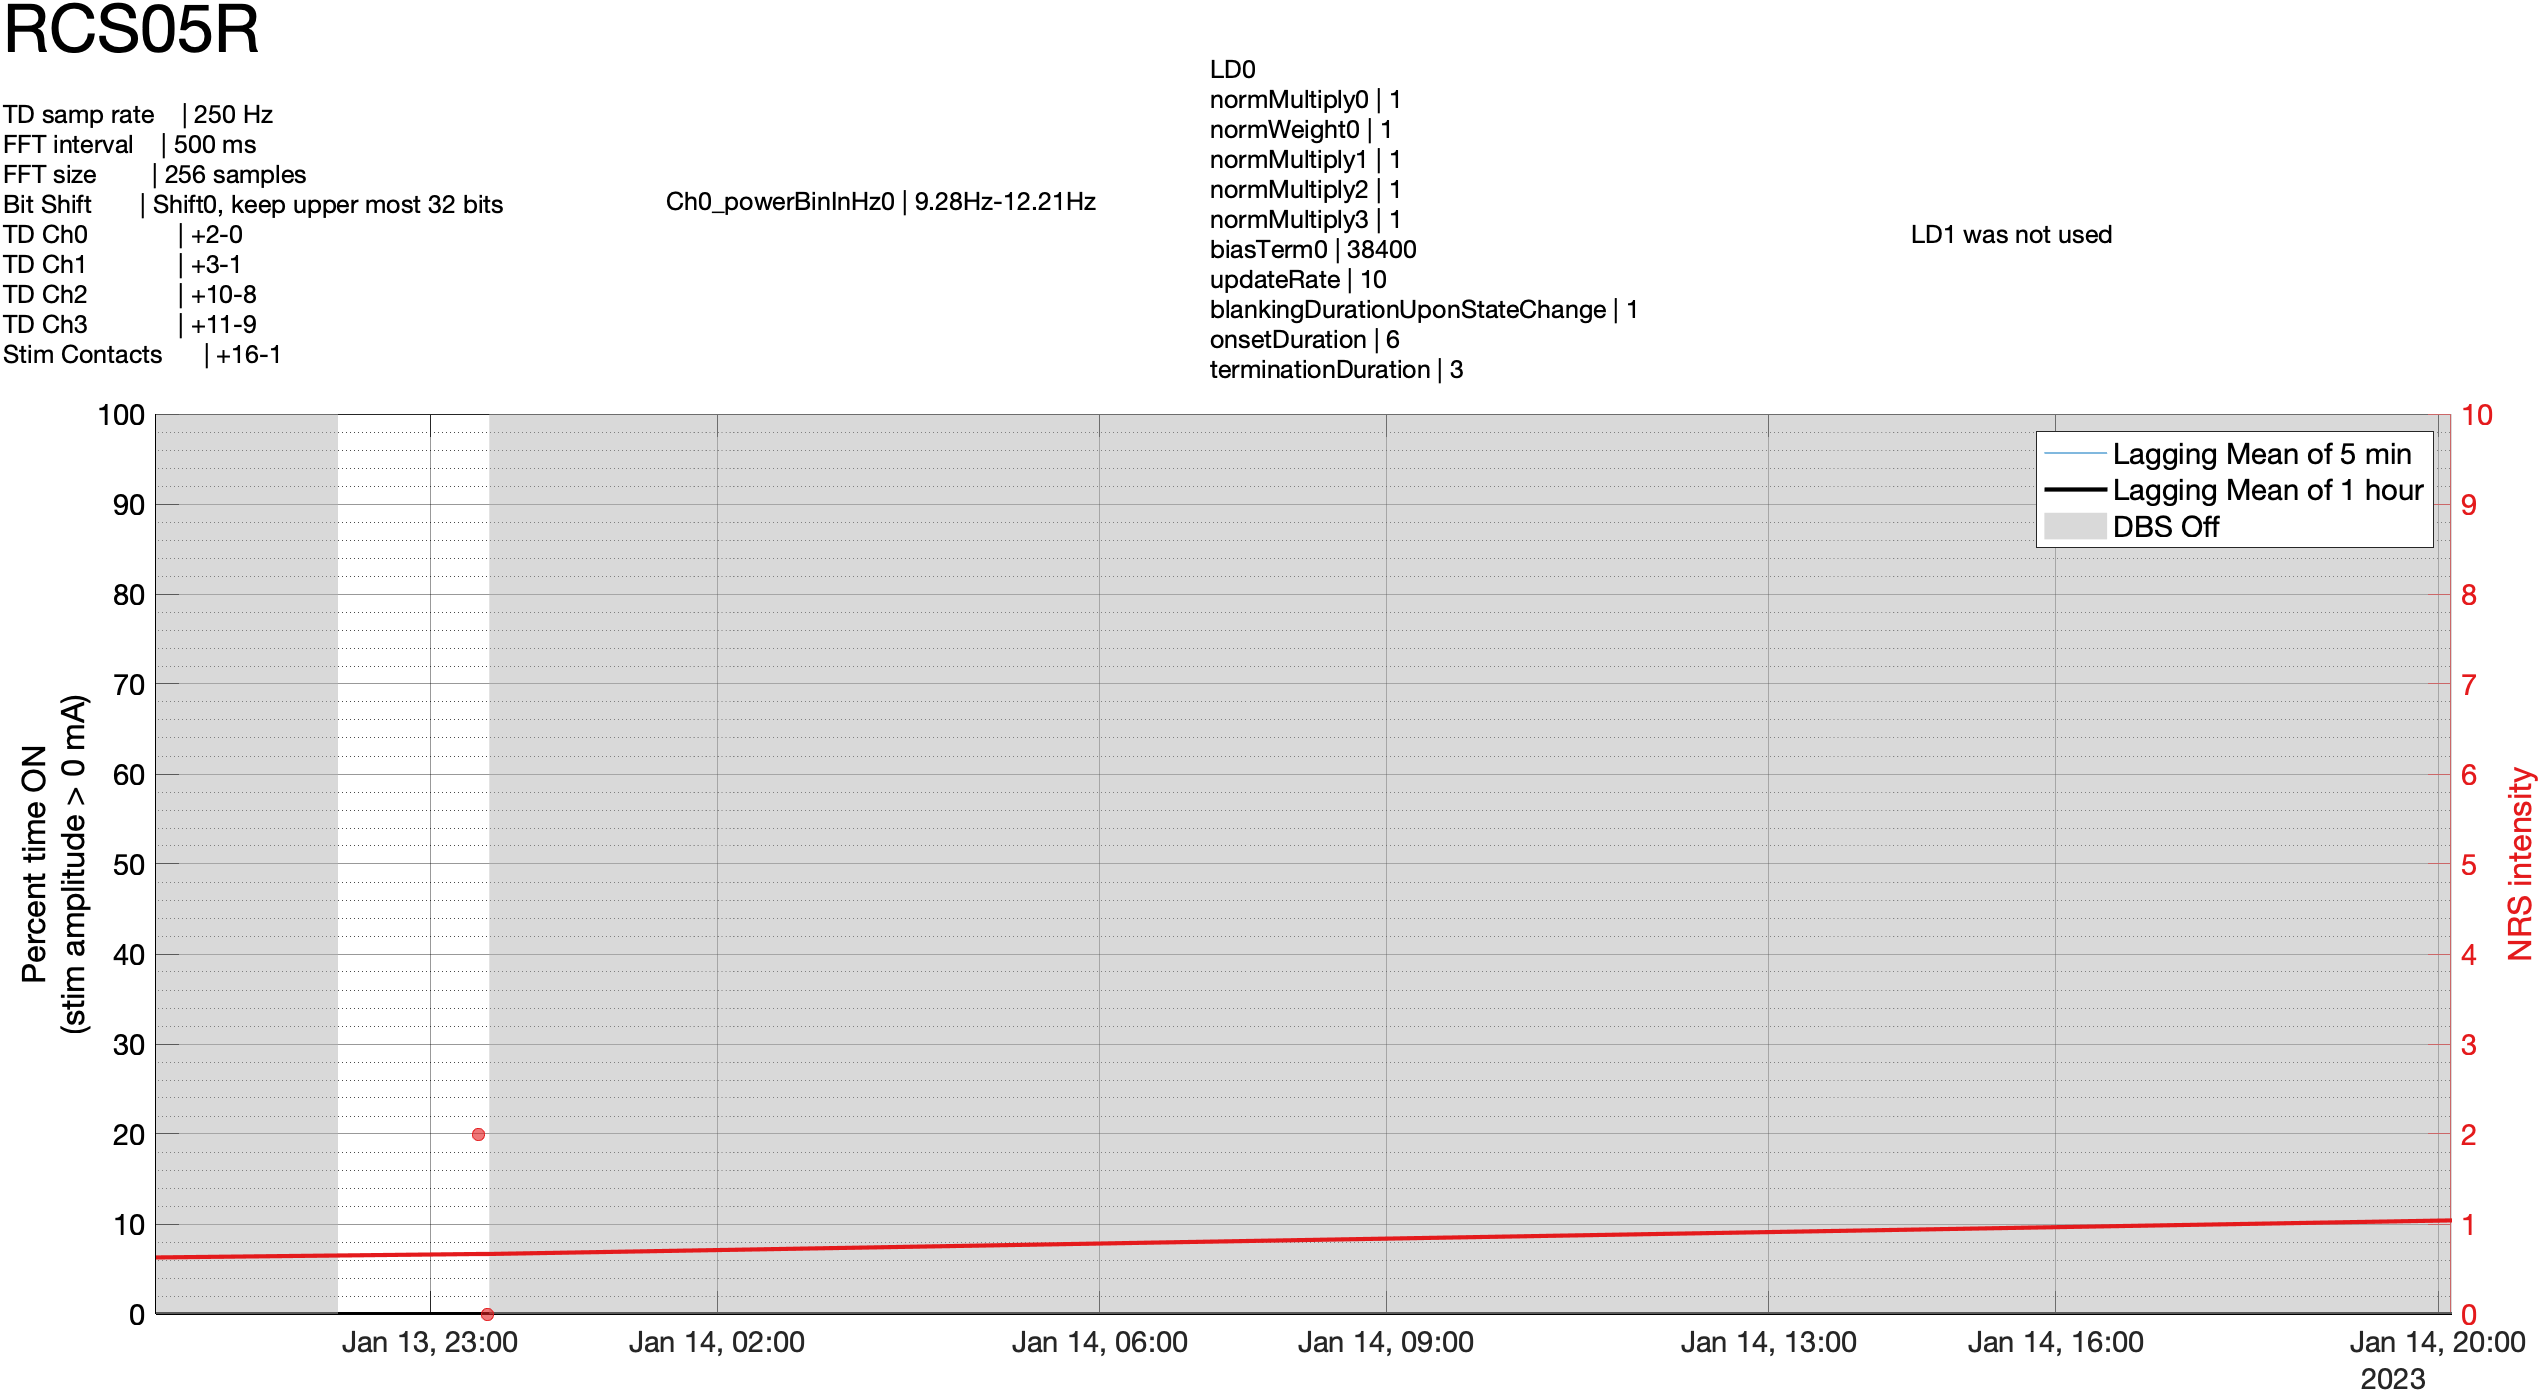 RCS05R
TD samp rate | 250 Hz
FFT interval | 500 ms
FFT size | 256 samples
Bit Shift | Shift0, keep upper most 32 bits
TD Ch0 | +2-0
TD Ch1 | +3-1
TD Ch2 | +10-8
TD Ch3 | +11-9
Stim Contacts | +16-1
Ch0_powerBinInHz0 | 9.28Hz-12.21Hz
LD0
normMultiply0 | 1
normWeight0 | 1
normMultiply1 | 1
normMultiply2 | 1
normMultiply3 | 1
biasTerm0 | 38400
updateRate | 10
blankingDurationUponStateChange | 1
onsetDuration | 6
terminationDuration | 3
LD1 was not used
Percent time ON
(stim amplitude > 0 mA)
100
90
80
70
60
50
40
30
20
10
0
Lagging Mean of 5 min
Lagging Mean of 1 hour
DBS Off
10
9
8
7
6
5
4
3
2
1
0
NRS intensity
Jan 13, 23:00
Jan 14, 02:00
Jan 14, 06:00
Jan 14, 09:00
Jan 14, 13:00
Jan 14, 16:00
Jan 14, 20:00
2023